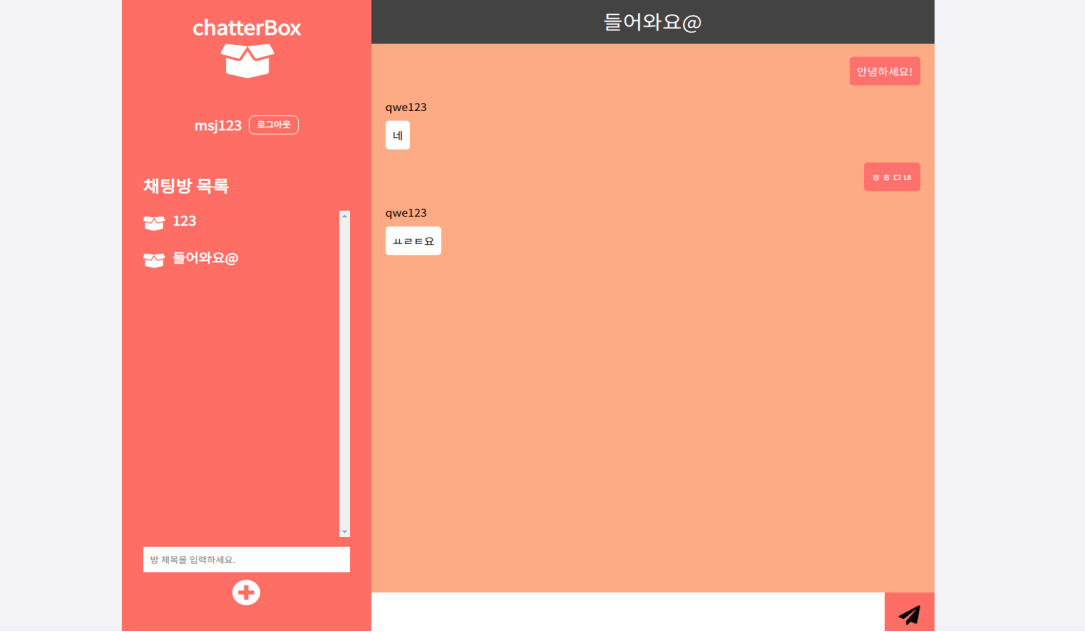 chatterBox
msj123 로그아웃
채팅방 목록
123
들어와요@
방 제목을 입력하세요.
들어와요@
안녕하세요!
qwe123
네
ㅎㅎㅁㄴㅇ
qwe123
ㅛㄹㅌ요